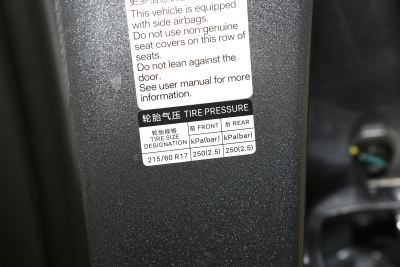 This vehicle is equipped
with side airbags.
Do not use non-genuine
seat covers on this row of
seats.
Do not lean against the
door.
See user manual for more
information.
轮胎气压 TIRE PRESSURE
轮胎规格 前 FRONT 后 REAR
TIRE SIZE
DESIGNATION kPa(bar) kPa(bar)
215/60 R17 250(2.5) 250(2.5)